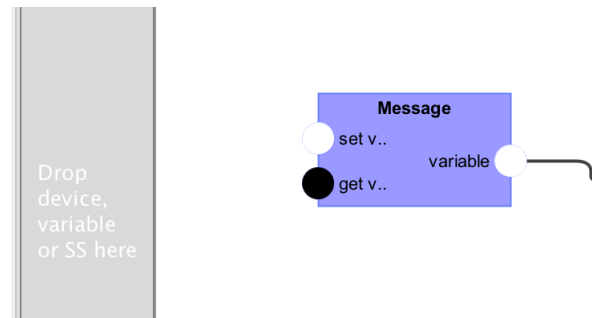 Drop
device,
variable
or SS here
Message
set v..
variable
get v..